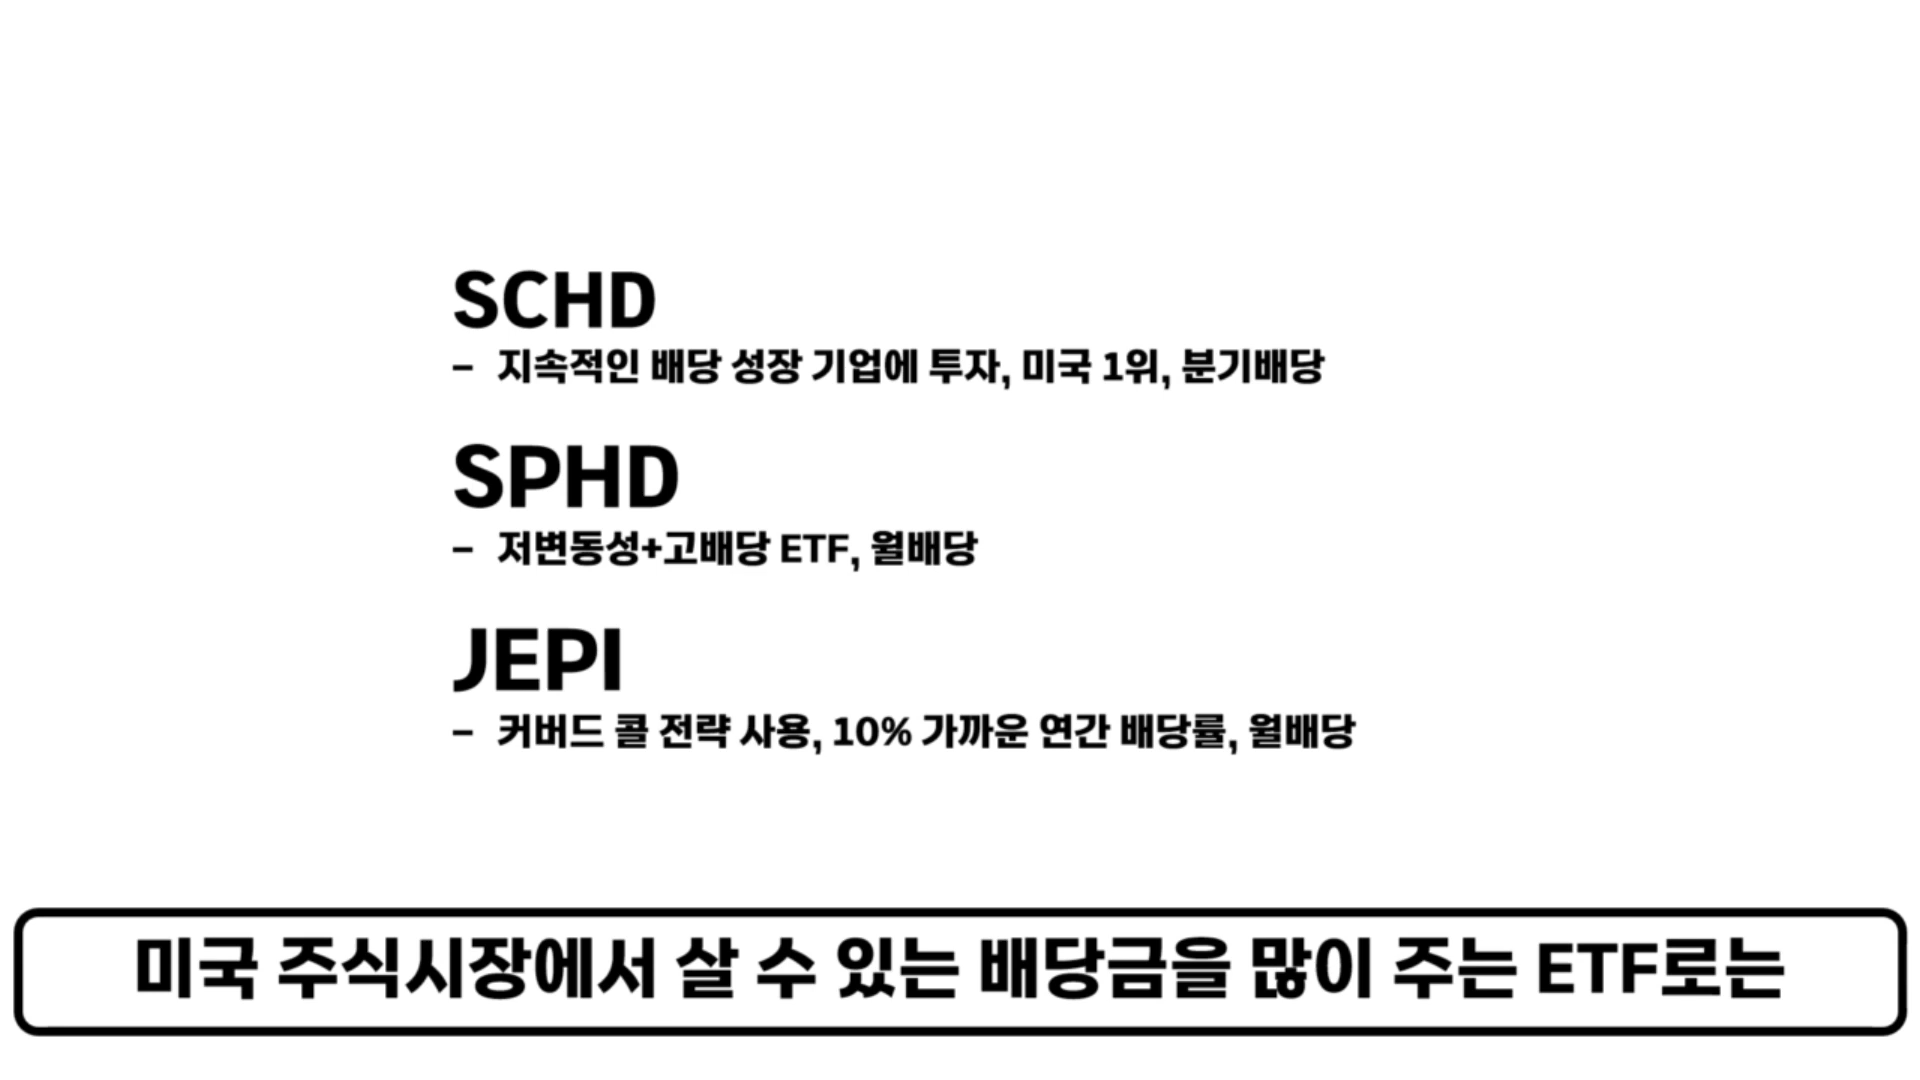 SCHD
- 지속적인 배당 성장 기업에 투자, 미국 1위, 분기배당
SPHD
- 저변동성+고배당 ETF, 월배당
JEPI
- 커버드 콜 전략 사용, 10% 가까운 연간 배당률, 월배당
미국 주식시장에서 살 수 있는 배당금을 많이 주는 ETF로는